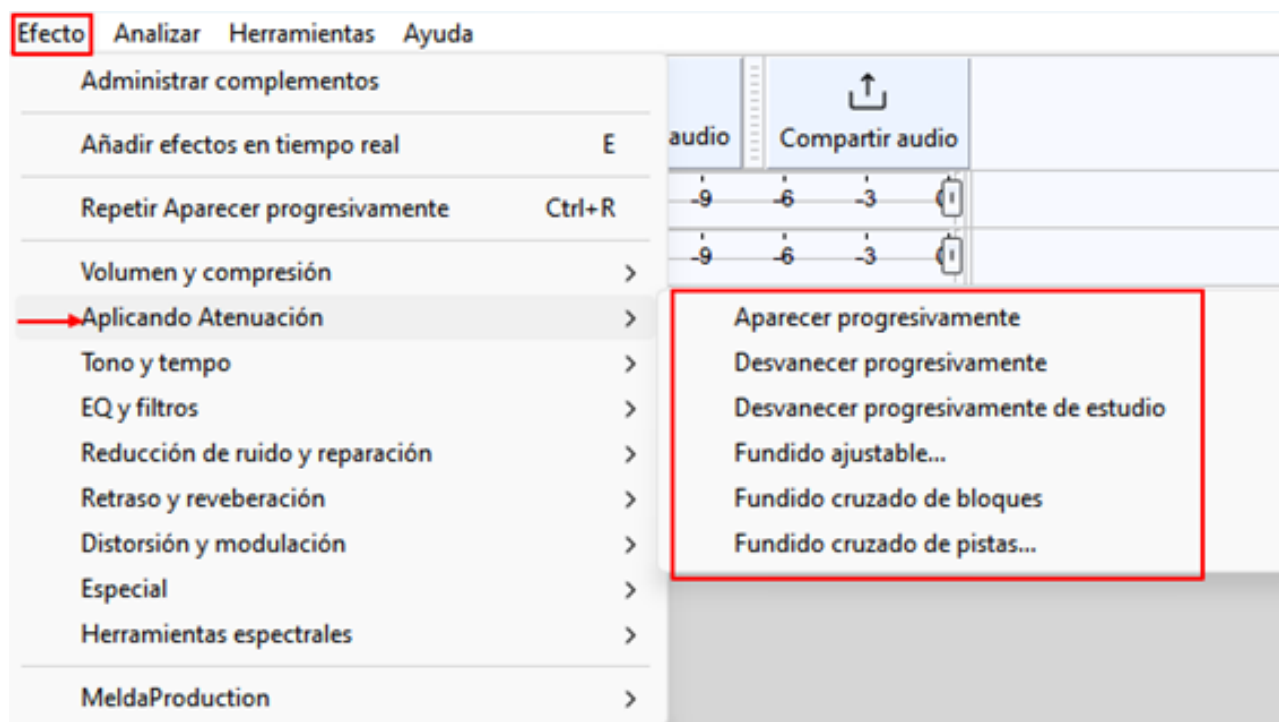 Efecto Analizar Herramientas Ayuda
Administrar complementos
Añadir efectos en tiempo real E
Repetir Aparecer progresivamente Ctrl+R
Volumen y compresión
Aplicando Atenuación
Tono y tempo
EQ y filtros
Reducción de ruido y reparación
Retraso y reveberación
Distorsión y modulación
Especial
Herramientas espectrales
MeldaProduction
audio
Compartir audio
-9 -6 -3
-9 -6 -3
Aparecer progresivamente
Desvanecer progresivamente
Desvanecer progresivamente de estudio
Fundido ajustable...
Fundido cruzado de bloques
Fundido cruzado de pistas...